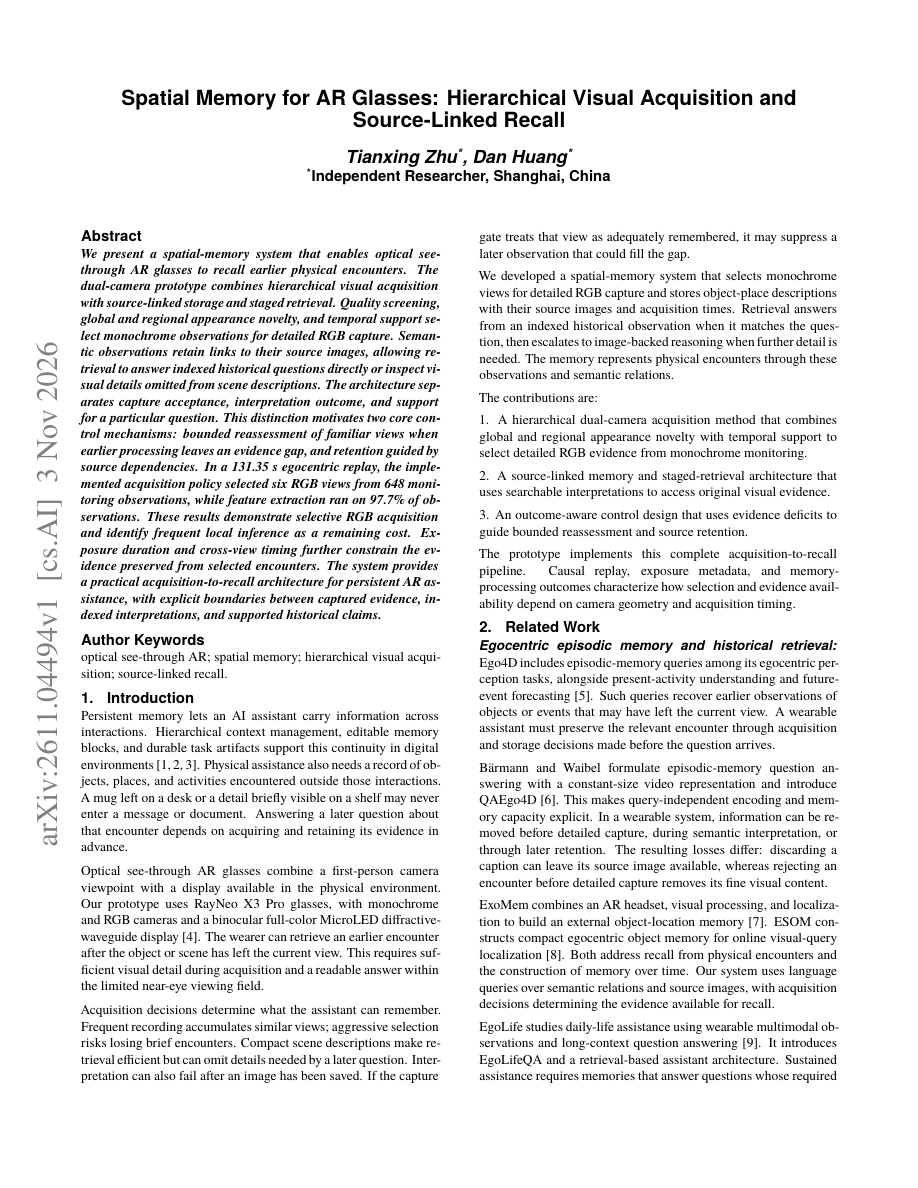 Spatial Memory for AR Glasses: Hierarchical Visual Acquisition and
Source-Linked Recall
Tianxing Zhu*, Dan Huang*
*Independent Researcher, Shanghai, China
arXiv:2611.04494v1 [cs.AI] 3 Nov 2026
Abstract
We present a spatial-memory system that enables optical see-
through AR glasses to recall earlier physical encounters. The
dual-camera prototype combines hierarchical visual acquisition
with source-linked storage and staged retrieval. Quality screening,
global and regional appearance novelty, and temporal support se-
lect monochrome observations for detailed RGB capture. Seman-
tic observations retain links to their source images, allowing re-
trieval to answer indexed historical questions directly or inspect vi-
sual details omitted from scene descriptions. The architecture sep-
arates capture acceptance, interpretation outcome, and support
for a particular question. This distinction motivates two core con-
trol mechanisms: bounded reassessment of familiar views when
earlier processing leaves an evidence gap, and retention guided by
source dependencies. In a 131.35 s egocentric replay, the imple-
mented acquisition policy selected six RGB views from 648 moni-
toring observations, while feature extraction ran on 97.7% of ob-
servations. These results demonstrate selective RGB acquisition
and identify frequent local inference as a remaining cost. Ex-
posure duration and cross-view timing further constrain the ev-
idence preserved from selected encounters. The system provides
a practical acquisition-to-recall architecture for persistent AR as-
sistance, with explicit boundaries between captured evidence, in-
dexed interpretations, and supported historical claims.
Author Keywords
optical see-through AR; spatial memory; hierarchical visual acqui-
sition; source-linked recall.
1. Introduction
Persistent memory lets an AI assistant carry information across
interactions. Hierarchical context management, editable memory
blocks, and durable task artifacts support this continuity in digital
environments [1, 2, 3]. Physical assistance also needs a record of ob-
jects, places, and activities encountered outside those interactions.
A mug left on a desk or a detail briefly visible on a shelf may never
enter a message or document. Answering a later question about
that encounter depends on acquiring and retaining its evidence in
advance.
Optical see-through AR glasses combine a first-person camera
viewpoint with a display available in the physical environment.
Our prototype uses RayNeo X3 Pro glasses, with monochrome
and RGB cameras and a binocular full-color MicroLED diffractive-
waveguide display [4]. The wearer can retrieve an earlier encounter
after the object or scene has left the current view. This requires suf-
ficient visual detail during acquisition and a readable answer within
the limited near-eye viewing field.
Acquisition decisions determine what the assistant can remember.
Frequent recording accumulates similar views; aggressive selection
risks losing brief encounters. Compact scene descriptions make re-
trieval efficient but can omit details needed by a later question. Inter-
pretation can also fail after an image has been saved. If the capture
gate treats that view as adequately remembered, it may suppress a
later observation that could fill the gap.
We developed a spatial-memory system that selects monochrome
views for detailed RGB capture and stores object-place descriptions
with their source images and acquisition times. Retrieval answers
from an indexed historical observation when it matches the ques-
tion, then escalates to image-backed reasoning when further detail is
needed. The memory represents physical encounters through these
observations and semantic relations.
The contributions are:
1. A hierarchical dual-camera acquisition method that combines
global and regional appearance novelty with temporal support to
select detailed RGB evidence from monochrome monitoring.
2. A source-linked memory and staged-retrieval architecture that
uses searchable interpretations to access original visual evidence.
3. An outcome-aware control design that uses evidence deficits to
guide bounded reassessment and source retention.
The prototype implements this complete acquisition-to-recall
pipeline. Causal replay, exposure metadata, and memory-
processing outcomes characterize how selection and evidence avail-
ability depend on camera geometry and acquisition timing.
2. Related Work
Egocentric episodic memory and historical retrieval:
Ego4D includes episodic-memory queries among its egocentric per-
ception tasks, alongside present-activity understanding and future-
event forecasting [5]. Such queries recover earlier observations of
objects or events that may have left the current view. A wearable
assistant must preserve the relevant encounter through acquisition
and storage decisions made before the question arrives.
Bärmann and Waibel formulate episodic-memory question an-
swering with a constant-size video representation and introduce
QAEgo4D [6]. This makes query-independent encoding and mem-
ory capacity explicit. In a wearable system, information can be re-
moved before detailed capture, during semantic interpretation, or
through later retention. The resulting losses differ: discarding a
caption can leave its source image available, whereas rejecting an
encounter before detailed capture removes its fine visual content.
ExoMem combines an AR headset, visual processing, and localiza-
tion to build an external object-location memory [7]. ESOM con-
structs compact egocentric object memory for online visual-query
localization [8]. Both address recall from physical encounters and
the construction of memory over time. Our system uses language
queries over semantic relations and source images, with acquisition
decisions determining the evidence available for recall.
EgoLife studies daily-life assistance using wearable multimodal ob-
servations and long-context question answering [9]. It introduces
EgoLifeQA and a retrieval-based assistant architecture. Sustained
assistance requires memories that answer questions whose required